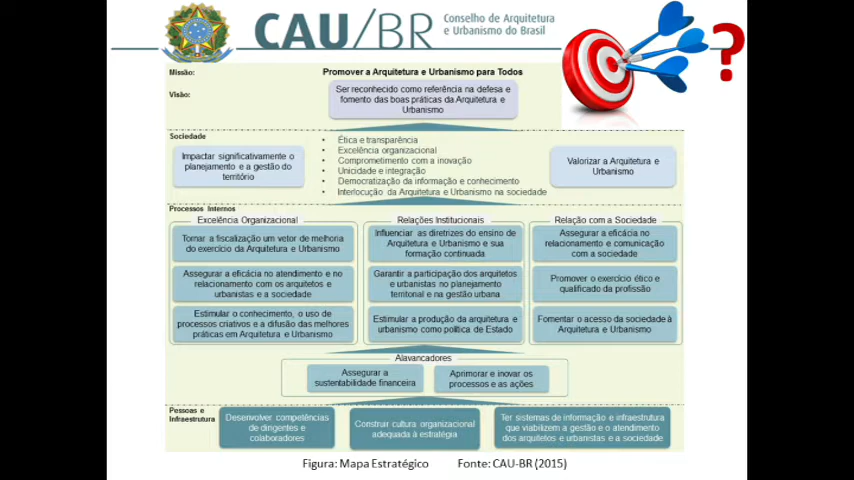 CAU/BR
Conselho de Arquitetura
e Urbanismo do Brasil
?
Missão:
Promover a Arquitetura e Urbanismo para Todos
Visão:
Ser reconhecido como referência na defesa e
fomento das boas práticas da Arquitetura e
Urbanismo
Sociedade
Impactar significativamente o
planejamento e a gestão do
território
• Ética e transparência
• Excelência organizacional
• Comprometimento com a inovação
• Unicidade e integração
• Democratização da informação e conhecimento
• Interlocução da Arquitetura e Urbanismo na sociedade
Valorizar a Arquitetura e
Urbanismo
Processos Internos
Excelência Organizacional
Tornar a fiscalização um vetor de melhoria
do exercício da Arquitetura e Urbanismo
Assegurar a eficácia no atendimento e no
relacionamento com os arquitetos e
urbanistas e a sociedade
Estimular o conhecimento, o uso de
processos criativos e a difusão das melhores
práticas em Arquitetura e Urbanismo
Relações Institucionais
Influenciar as diretrizes do ensino de
Arquitetura e Urbanismo e sua
formação continuada
Garantir a participação dos arquitetos
e urbanistas no planejamento
territorial e na gestão urbana
Estimular a produção da arquitetura e
urbanismo como política de Estado
Relação com a Sociedade
Assegurar a eficácia no
relacionamento e comunicação
com a sociedade
Promover o exercício ético e
qualificado da profissão
Fomentar o acesso da sociedade à
Arquitetura e Urbanismo
Alavancadores
Assegurar a
sustentabilidade financeira
Aprimorar e inovar os
processos e as ações
Pessoas e
Infraestrutura
Desenvolver competências
de dirigentes e
colaboradores
Construir cultura organizacional
adequada à estratégia
Ter sistemas de informação e infraestrutura
que viabilizem a gestão e o atendimento
dos arquitetos e urbanistas e a sociedade
Figura: Mapa Estratégico Fonte: CAU-BR (2015)